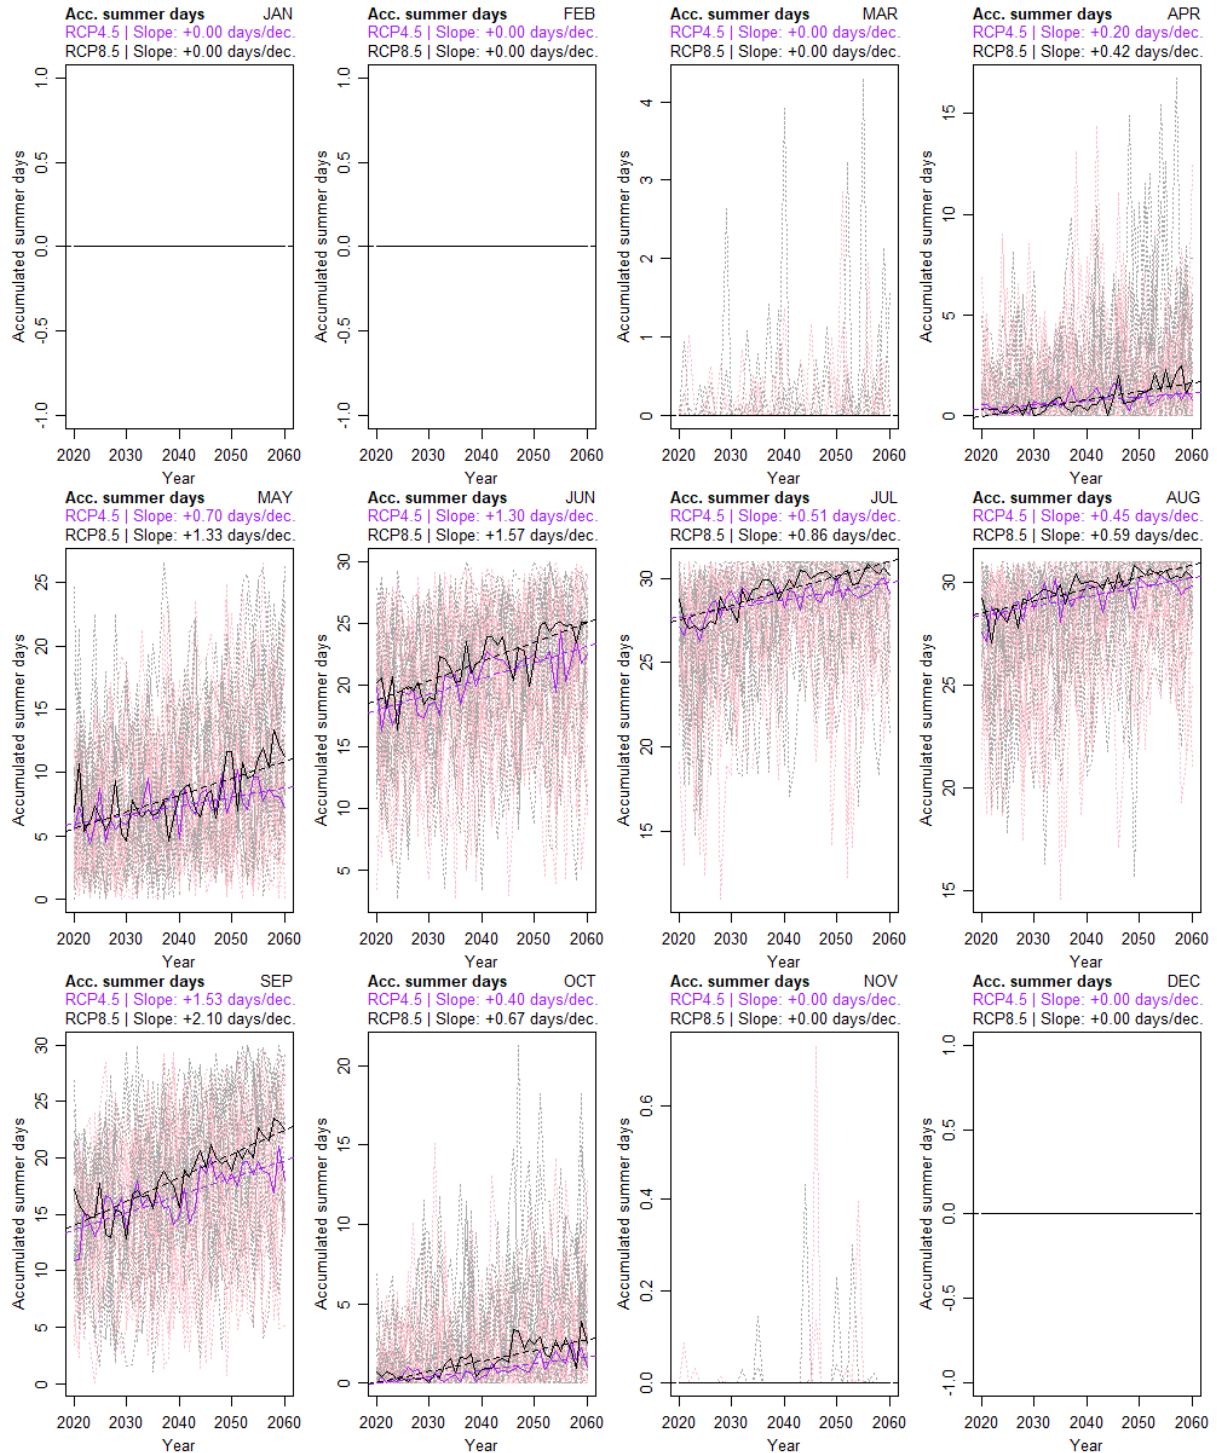 Acc. summer days JAN
RCP4.5 | Slope: +0.00 days/dec.
RCP8.5 | Slope: +0.00 days/dec.
Accumulated summer days
1.0
0.5
0.0
-0.5
-1.0
2020 2030 2040 2050 2060
Year
Acc. summer days FEB
RCP4.5 | Slope: +0.00 days/dec.
RCP8.5 | Slope: +0.00 days/dec.
Accumulated summer days
1.0
0.5
0.0
-0.5
-1.0
2020 2030 2040 2050 2060
Year
Acc. summer days MAR
RCP4.5 | Slope: +0.00 days/dec.
RCP8.5 | Slope: +0.00 days/dec.
Accumulated summer days
4
3
2
1
0
2020 2030 2040 2050 2060
Year
Acc. summer days APR
RCP4.5 | Slope: +0.20 days/dec.
RCP8.5 | Slope: +0.42 days/dec.
Accumulated summer days
15
10
5
0
2020 2030 2040 2050 2060
Year
Acc. summer days MAY
RCP4.5 | Slope: +0.70 days/dec.
RCP8.5 | Slope: +1.33 days/dec.
Accumulated summer days
25
20
15
10
5
0
2020 2030 2040 2050 2060
Year
Acc. summer days JUN
RCP4.5 | Slope: +1.30 days/dec.
RCP8.5 | Slope: +1.57 days/dec.
Accumulated summer days
30
25
20
15
10
5
2020 2030 2040 2050 2060
Year
Acc. summer days JUL
RCP4.5 | Slope: +0.51 days/dec.
RCP8.5 | Slope: +0.86 days/dec.
Accumulated summer days
30
25
20
15
2020 2030 2040 2050 2060
Year
Acc. summer days AUG
RCP4.5 | Slope: +0.45 days/dec.
RCP8.5 | Slope: +0.59 days/dec.
Accumulated summer days
30
25
20
15
2020 2030 2040 2050 2060
Year
Acc. summer days SEP
RCP4.5 | Slope: +1.53 days/dec.
RCP8.5 | Slope: +2.10 days/dec.
Accumulated summer days
30
25
20
15
10
5
0
2020 2030 2040 2050 2060
Year
Acc. summer days OCT
RCP4.5 | Slope: +0.40 days/dec.
RCP8.5 | Slope: +0.67 days/dec.
Accumulated summer days
20
15
10
5
0
2020 2030 2040 2050 2060
Year
Acc. summer days NOV
RCP4.5 | Slope: +0.00 days/dec.
RCP8.5 | Slope: +0.00 days/dec.
Accumulated summer days
0.6
0.4
0.2
0.0
2020 2030 2040 2050 2060
Year
Acc. summer days DEC
RCP4.5 | Slope: +0.00 days/dec.
RCP8.5 | Slope: +0.00 days/dec.
Accumulated summer days
1.0
0.5
0.0
-0.5
-1.0
2020 2030 2040 2050 2060
Year